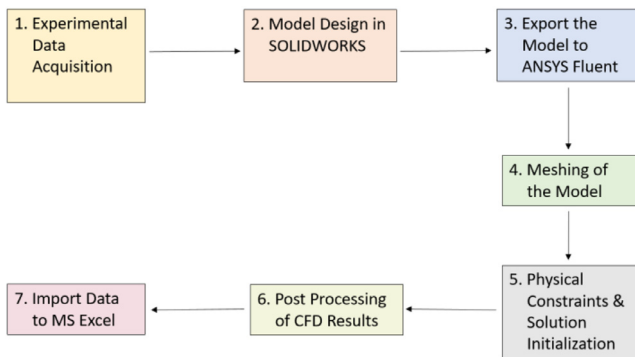 1. Experimental
Data
Acquisition
2. Model Design in
SOLIDWORKS
3. Export the
Model to
ANSYS Fluent
4. Meshing of
the Model
5. Physical
Constraints &
Solution
Initialization
6. Post Processing
of CFD Results
7. Import Data
to MS Excel